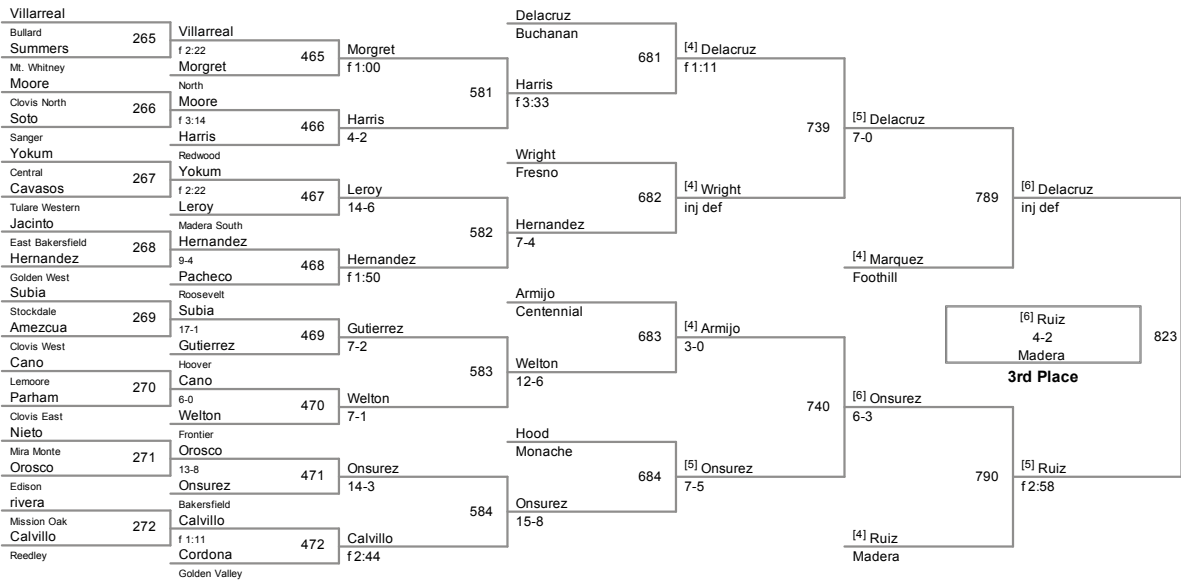 Villarreal
Bullard
265
Summers
Mt. Whitney
Moore
Clovis North
266
Soto
Sanger
Yokum
Central
267
Cavasos
Tulare Western
Jacinto
East Bakersfield
268
Hernandez
Golden West
Subia
Stockdale
269
Amezcua
Clovis West
Cano
Lemoore
270
Parham
Clovis East
Nieto
Mira Monte
271
Orosco
Edison
rivera
Mission Oak
272
Calvillo
Reedley
Villarreal
f 2:22
465
Morgret
North
Moore
f 3:14
466
Harris
Redwood
Yokum
f 2:22
467
Leroy
Madera South
Hernandez
9-4
468
Pacheco
Roosevelt
Subia
17-1
469
Gutierrez
Hoover
Cano
6-0
470
Welton
Frontier
Orosco
13-8
471
Onsurez
Bakersfield
Calvillo
f 1:11
472
Cordona
Golden Valley
Morgret
f 1:00
581
Harris
4-2
Leroy
14-6
582
Hernandez
f 1:50
Gutierrez
7-2
583
Welton
7-1
Onsurez
14-3
584
Calvillo
f 2:44
Delacruz
Buchanan
681
Harris
f 3:33
Wright
Fresno
682
Hernandez
7-4
Armijo
Centennial
683
Welton
12-6
Hood
Monache
684
Onsurez
15-8
[4] Delacruz
f 1:11
739
[4] Wright
inj def
[4] Armijo
3-0
740
[5] Onsurez
7-5
[5] Delacruz
7-0
789
[4] Marquez
Foothill
[6] Onsurez
6-3
790
[4] Ruiz
Madera
[6] Delacruz
inj def
[6] Ruiz
4-2
Madera
823
3rd Place
[5] Ruiz
f 2:58